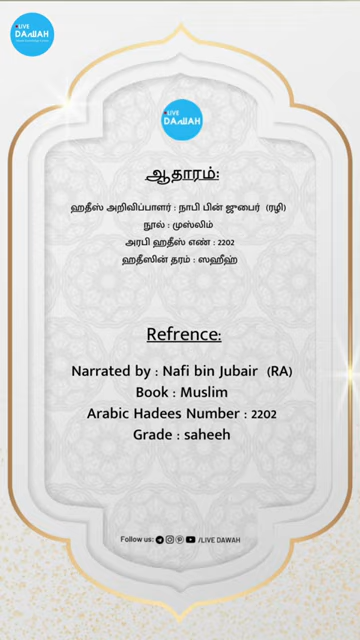 LIVE
DAWAH
LIVE
DAWAH
ஆதாரம்:
ஹதீஸ் அறிவிப்பாளர் : நாபி பின் ஜுபைர் (ரழி)
நூல் : முஸ்லிம்
அரபி ஹதீஸ் எண் : 2202
ஹதீஸின் தரம் : ஸஹீஹ்
Refrence:
Narrated by : Nafi bin Jubair (RA)
Book : Muslim
Arabic Hadees Number : 2202
Grade : saheeh
Follow us: /LIVE DAWAH